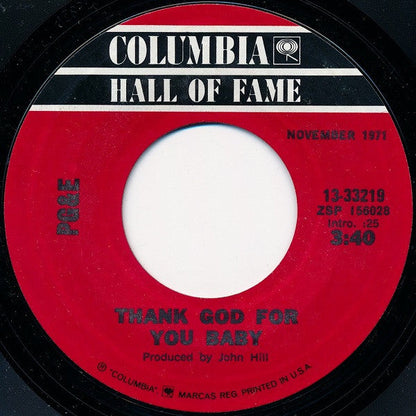 COLUMBIA
HALL OF FAME
NOVEMBER 1971
13-33219
ZSP 156028
Intro. :25
3:40
THANK GOD FOR
YOU BABY
Produced by John Hill
® "COLUMBIA", MARCAS REG. PRINTED IN U.S.A.